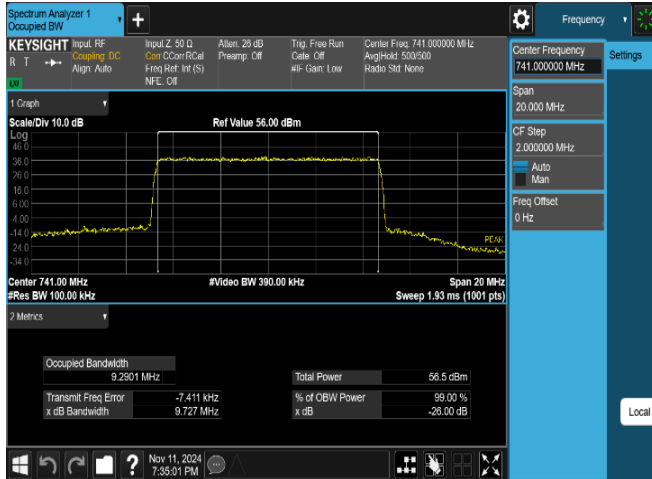 Spectrum Analyzer 1
Occupied BW
+
Frequency
KEYSIGHT
R T
LXI
Input: RF
Coupling: DC
Align: Auto
Input Z: 50 Ω
Corr CCorr RCal
Freq Ref: Int (S)
NFE: Off
Atten: 26 dB
Preamp: Off
Trig: Free Run
Gate: Off
#IF Gain: Low
Center Freq: 741.000000 MHz
Avg|Hold: 500/500
Radio Std: None
Center Frequency
741.000000 MHz
Settings
Span
20.000 MHz
CF Step
2.000000 MHz
Auto
Man
Freq Offset
0 Hz
Local
1 Graph
Scale/Div 10.0 dB
Ref Value 56.00 dBm
Log
46.0
36.0
26.0
16.0
6.00
-4.00
-14.0
-24.0
-34.0
PEAK
Center 741.00 MHz
#Video BW 390.00 kHz
Span 20 MHz
#Res BW 100.00 kHz
Sweep 1.93 ms (1001 pts)
2 Metrics
Occupied Bandwidth
9.2901 MHz
Total Power 56.5 dBm
Transmit Freq Error -7.411 kHz
% of OBW Power 99.00 %
x dB Bandwidth 9.727 MHz
x dB -26.00 dB
?
Nov 11, 2024
7:35:01 PM